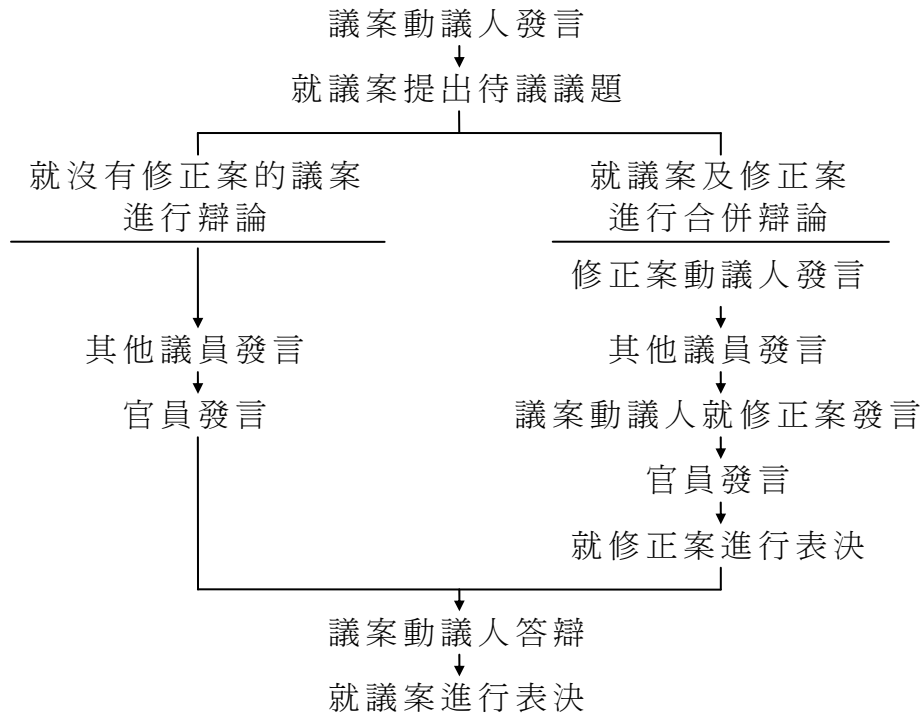 議案動議人發言
就議案提出待議議題
就沒有修正案的議案
進行辯論
其他議員發言
官員發言
就議案及修正案
進行合併辯論
修正案動議人發言
其他議員發言
議案動議人就修正案發言
官員發言
就修正案進行表決
議案動議人答辯
就議案進行表決